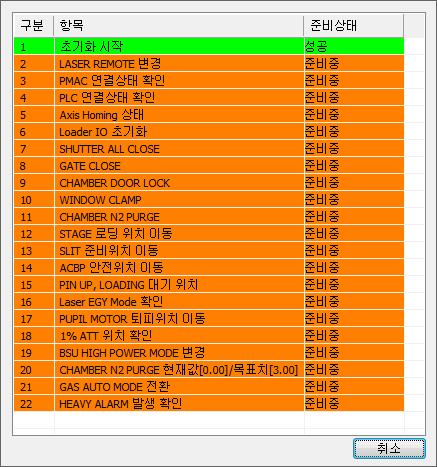 구분 항목 준비상태
1 초기화 시작 성공
2 LASER REMOTE 변경 준비중
3 PMAC 연결상태 확인 준비중
4 PLC 연결상태 확인 준비중
5 Axis Homing 상태 준비중
6 Loader IO 초기화 준비중
7 SHUTTER ALL CLOSE 준비중
8 GATE CLOSE 준비중
9 CHAMBER DOOR LOCK 준비중
10 WINDOW CLAMP 준비중
11 CHAMBER N2 PURGE 준비중
12 STAGE 로딩 위치 이동 준비중
13 SLIT 준비위치 이동 준비중
14 ACBP 안전위치 이동 준비중
15 PIN UP, LOADING 대기 위치 준비중
16 Laser EGY Mode 확인 준비중
17 PUPIL MOTOR 퇴피위치 이동 준비중
18 1% ATT 위치 확인 준비중
19 BSU HIGH POWER MODE 변경 준비중
20 CHAMBER N2 PURGE 현재값[0.00]/목표치[3.00] 준비중
21 GAS AUTO MODE 전환 준비중
22 HEAVY ALARM 발생 확인 준비중
취소